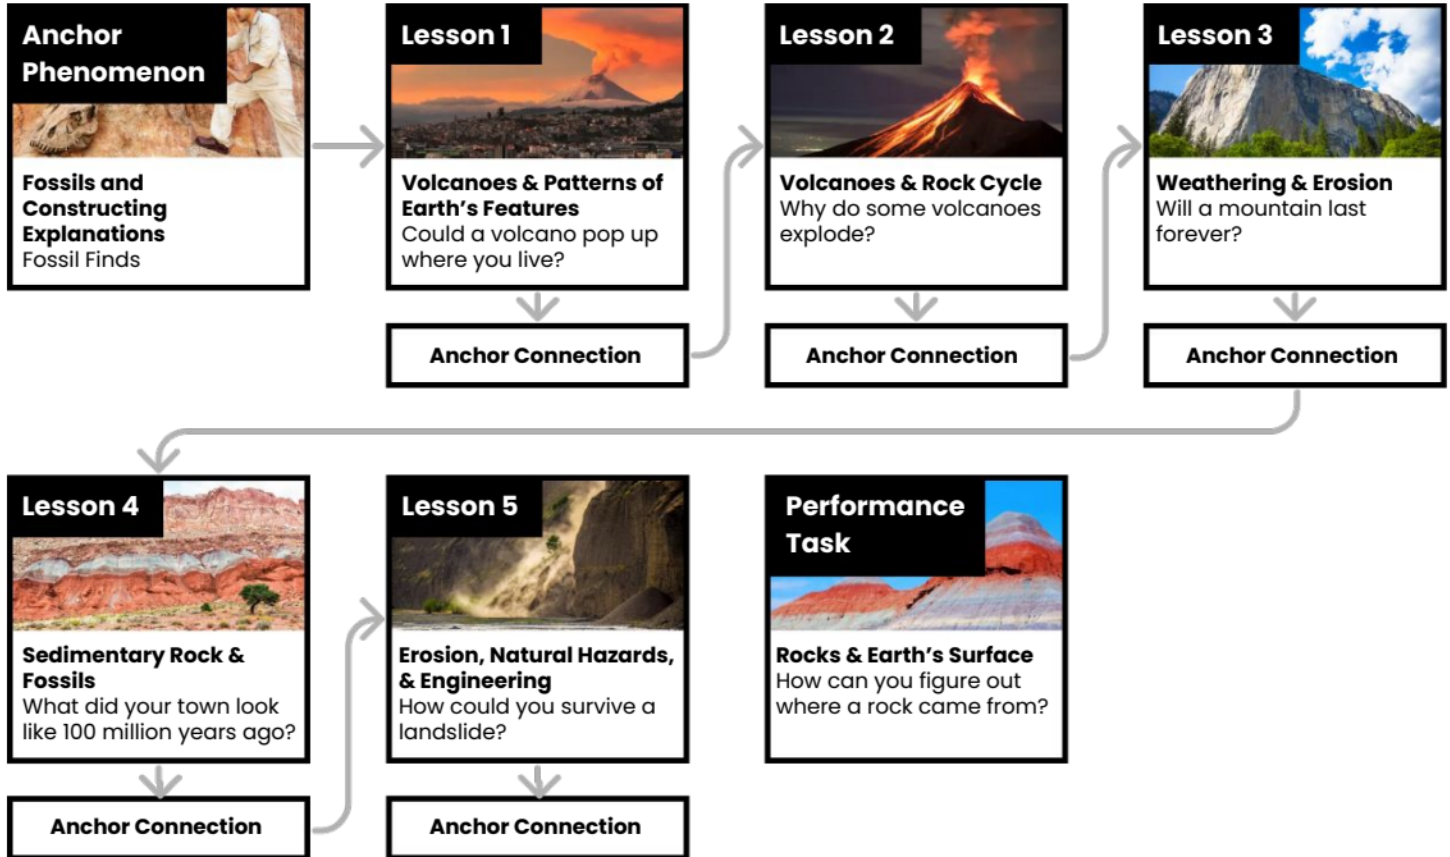 Anchor
Phenomenon
Fossils and
Constructing
Explanations
Fossil Finds
Lesson 1
Volcanoes & Patterns of
Earth's Features
Could a volcano pop up
where you live?
Anchor Connection
Lesson 2
Volcanoes & Rock Cycle
Why do some volcanoes
explode?
Anchor Connection
Lesson 3
Weathering & Erosion
Will a mountain last
forever?
Anchor Connection
Lesson 4
Sedimentary Rock &
Fossils
What did your town look
like 100 million years ago?
Anchor Connection
Lesson 5
Erosion, Natural Hazards,
& Engineering
How could you survive a
landslide?
Anchor Connection
Performance
Task
Rocks & Earth's Surface
How can you figure out
where a rock came from?